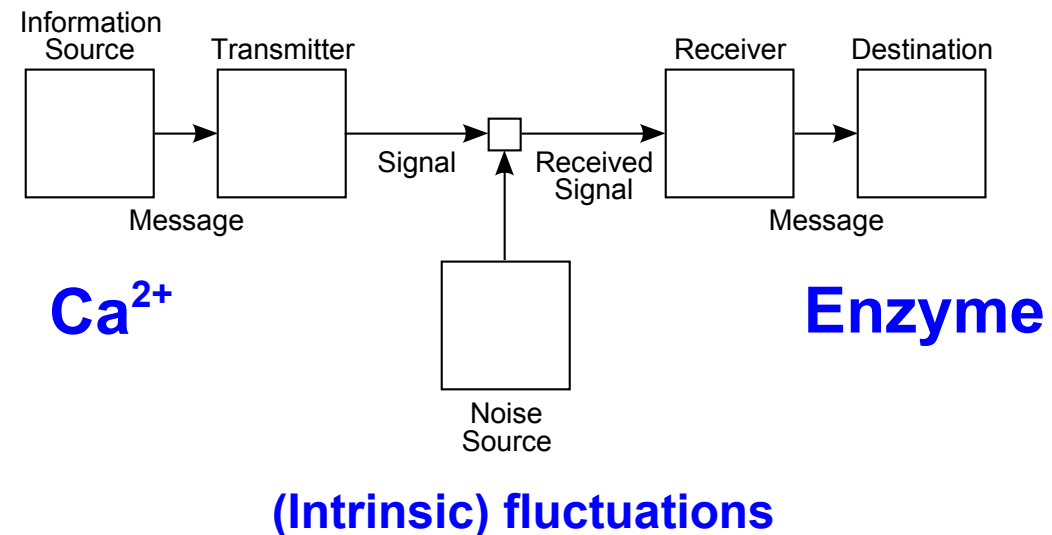 Information
Source
Transmitter
Receiver
Destination
Signal
Received
Signal
Message
Message
Ca²⁺
Enzyme
Noise
Source
(Intrinsic) fluctuations